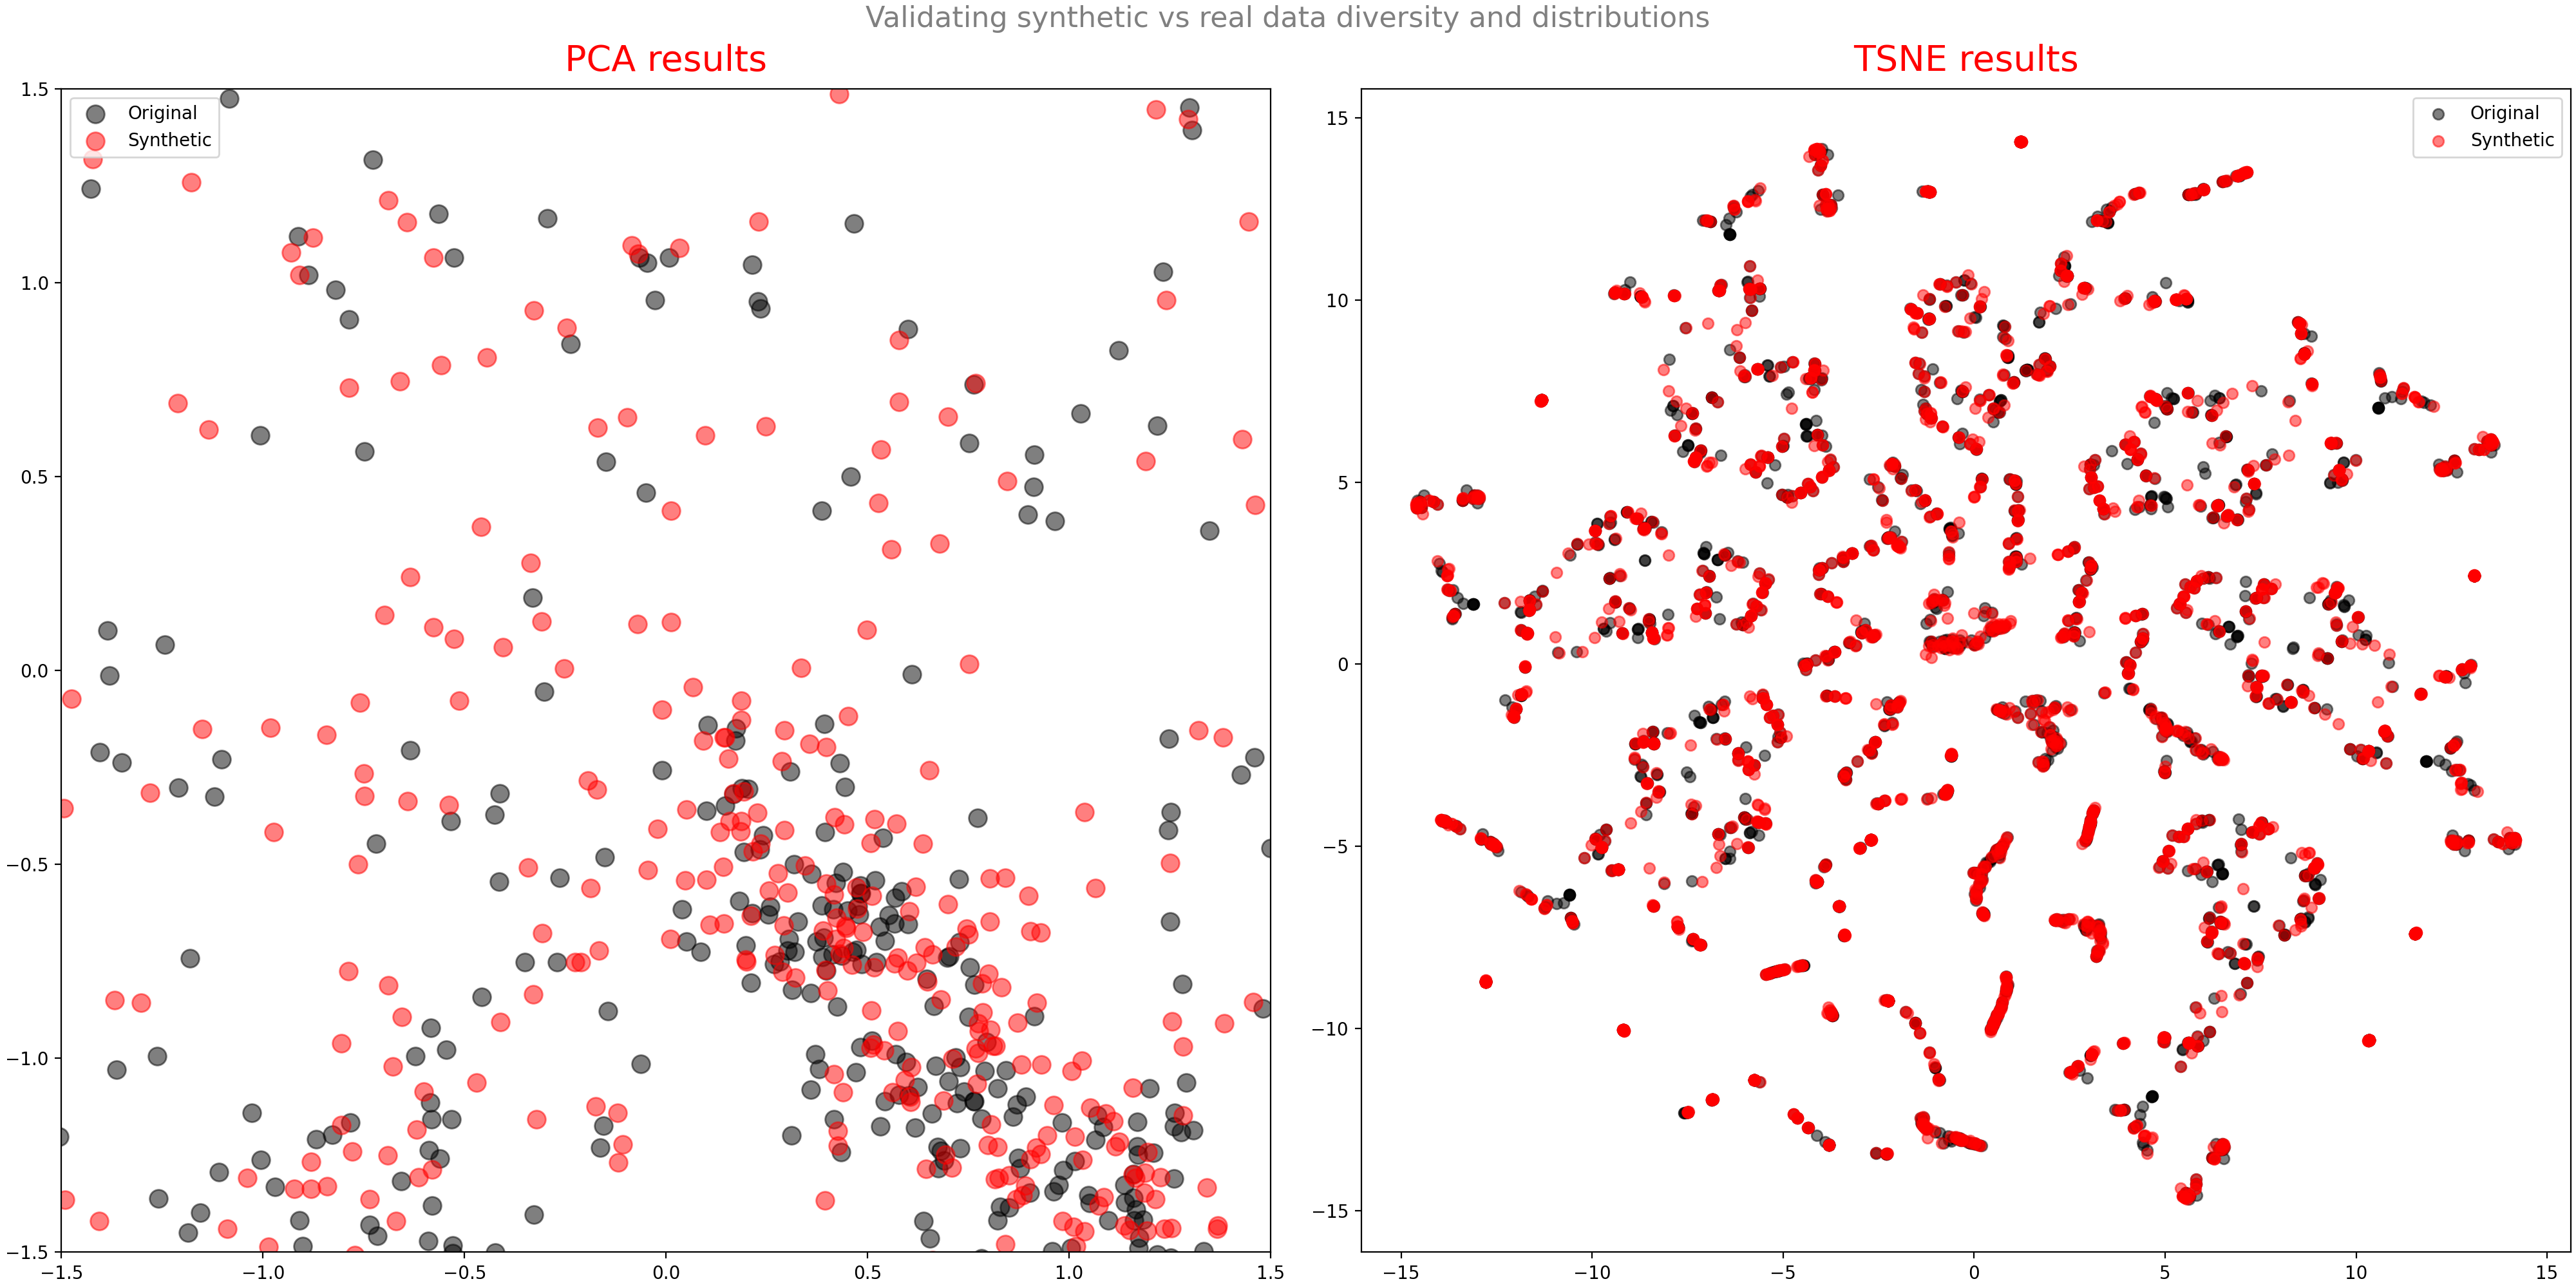 Validating synthetic vs real data diversity and distributions
PCA results
1.5
1.0
0.5
0.0
−0.5
−1.0
−1.5
Original
Synthetic
−1.5 −1.0 −0.5 0.0 0.5 1.0 1.5
TSNE results
15
10
5
0
−5
−10
−15
Original
Synthetic
−15 −10 −5 0 5 10 15